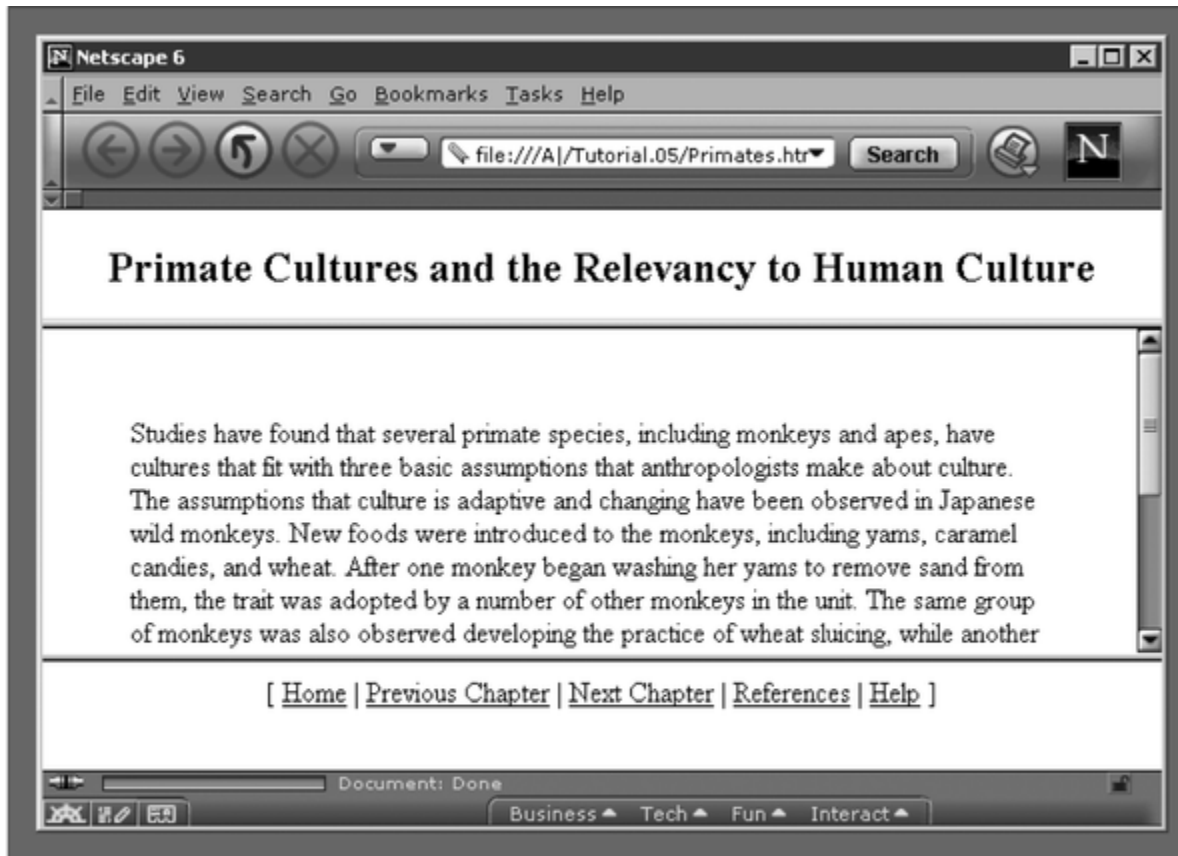 N Netscape 6
File Edit View Search Go Bookmarks Tasks Help
file:///A|/Tutorial.05/Primates.htr Search N
Primate Cultures and the Relevancy to Human Culture
Studies have found that several primate species, including monkeys and apes, have
cultures that fit with three basic assumptions that anthropologists make about culture.
The assumptions that culture is adaptive and changing have been observed in Japanese
wild monkeys. New foods were introduced to the monkeys, including yams, caramel
candies, and wheat. After one monkey began washing her yams to remove sand from
them, the trait was adopted by a number of other monkeys in the unit. The same group
of monkeys was also observed developing the practice of wheat sluicing, while another
[ Home | Previous Chapter | Next Chapter | References | Help ]
Document: Done
Business Tech Fun Interact